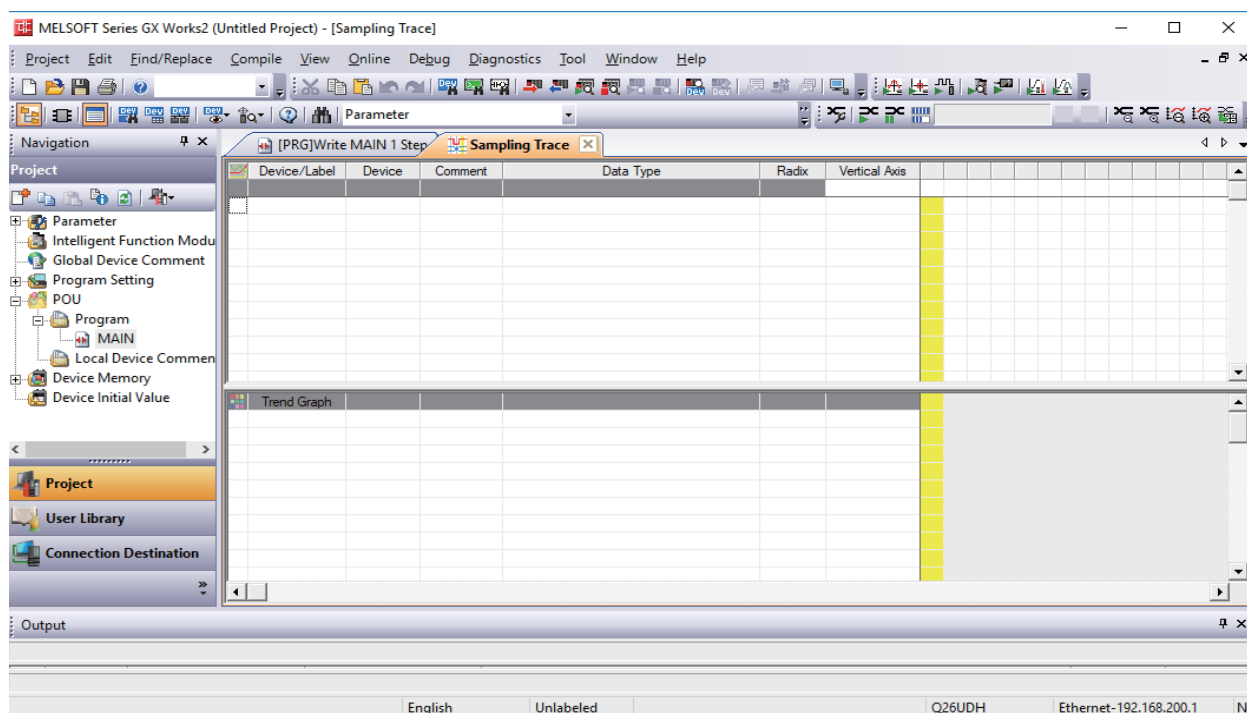 MELSOFT Series GX Works2 (Untitled Project) - [Sampling Trace]
Project Edit Find/Replace Compile View Online Debug Diagnostics Tool Window Help
Parameter
Navigation
[PRG]Write MAIN 1 Step
Sampling Trace
Project
Device/Label Device Comment Data Type Radix Vertical Axis
Parameter
Intelligent Function Modu
Global Device Comment
Program Setting
POU
Program
MAIN
Local Device Commen
Device Memory
Device Initial Value
Trend Graph
Project
User Library
Connection Destination
Output
English Unlabeled Q26UDH Ethernet-192.168.200.1 N